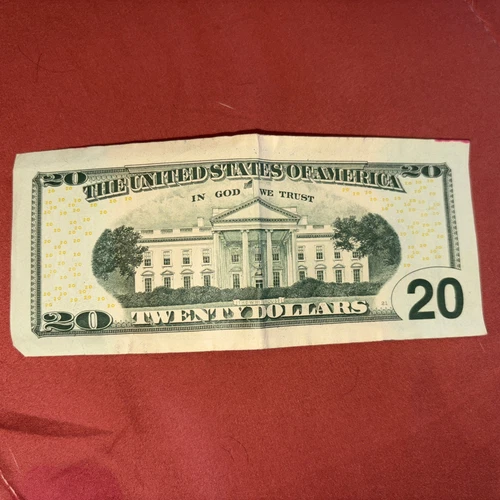 20 THE UNITED STATES OF AMERICA 20
IN GOD WE TRUST
20 TWENTY DOLLARS 20